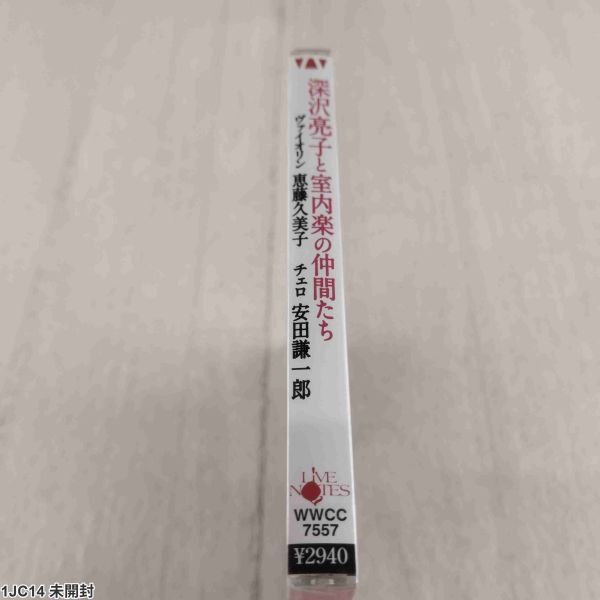 深沢亮子と室内楽の仲間たち
ヴァイオリン 恵藤久美子 チェロ 安田謙一郎
LIVE
NOTES
WWCC
7557
¥2940
1JC14 未開封